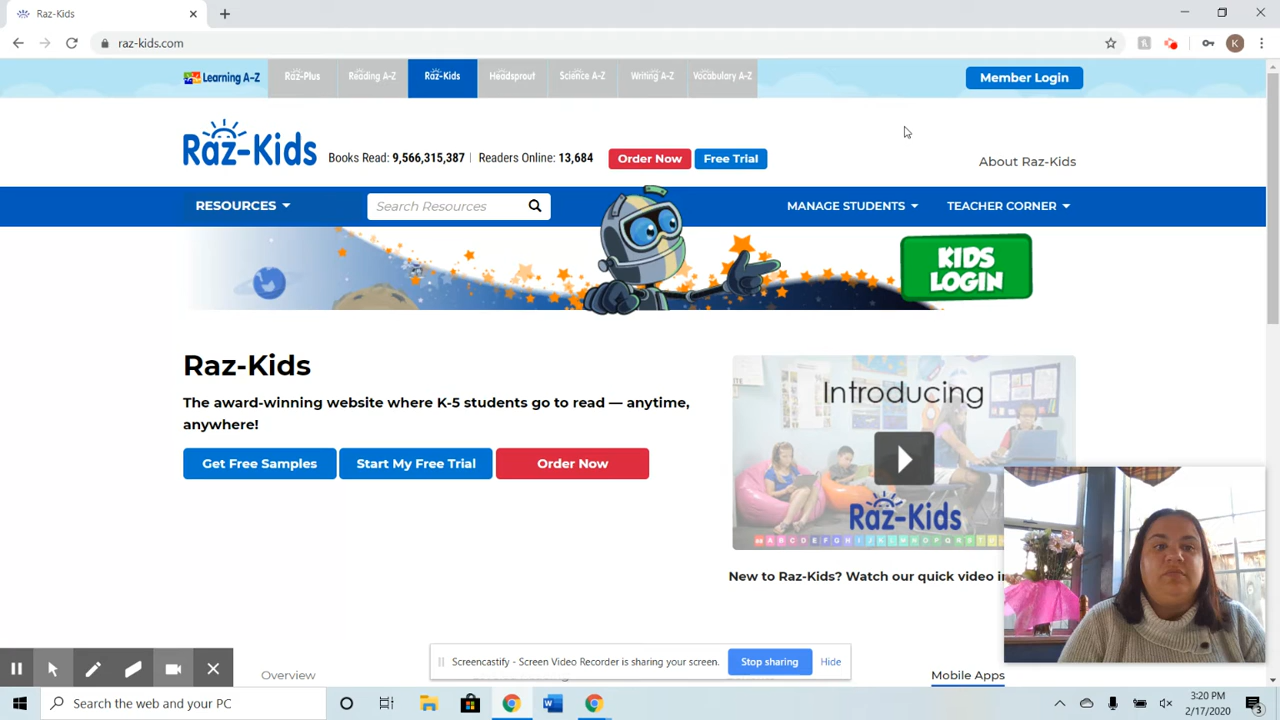 Raz-Kids
raz-kids.com
K
Learning A-Z
Raz-Plus
Reading A-Z
Raz-Kids
Headsprout
Science A-Z
Writing A-Z
Vocabulary A-Z
Member Login
Raz-Kids
Books Read: 9,566,315,387
Readers Online: 13,684
Order Now
Free Trial
About Raz-Kids
RESOURCES
Search Resources
MANAGE STUDENTS
TEACHER CORNER
KIDS
LOGIN
Raz-Kids
The award-winning website where K-5 students go to read — anytime,
anywhere!
Get Free Samples
Start My Free Trial
Order Now
Introducing
Raz-Kids
New to Raz-Kids? Watch our quick video
Screencastify - Screen Video Recorder is sharing your screen.
Stop sharing
Hide
Overview
Mobile Apps
Search the web and your PC
3:20 PM
2/17/2020
3